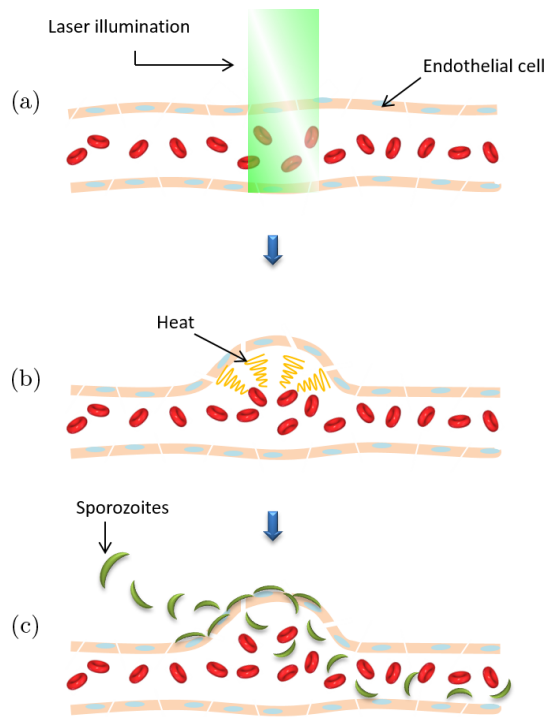 Laser illumination
Endothelial cell
(a)
Heat
(b)
Sporozoites
(c)